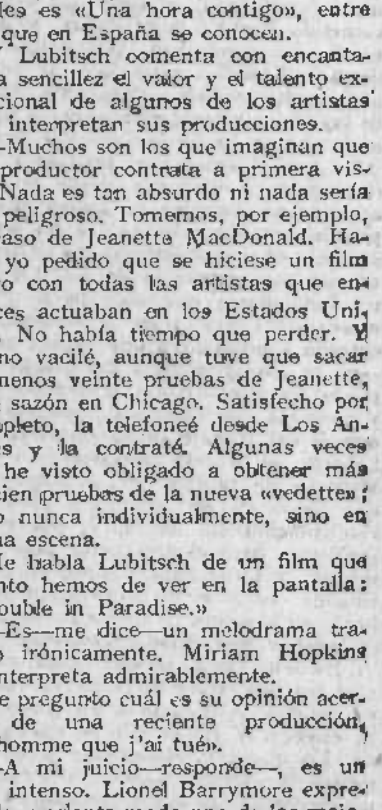 les es «Una hora contigo», entre
que en España se conocen.
Lubitsch comenta con encanta-
a sencillez el valor y el talento ex-
cional de algunos de los artistas
interpretan sus producciones.
-Muchos son los que imaginan que
productor contrata a primera vis-
Nada es tan absurdo ni nada sería
peligroso. Tomemos, por ejemplo,
aso de Jeanette MacDonald. Ha-
yo pedido que se hiciese un film
o con todas las artistas que en-
ces actuaban en los Estados Uni-
No había tiempo que perder. Y
no vacilé, aunque tuve que sacar
menos veinte pruebas de Jeanette,
sazón en Chicago. Satisfecho por
pleto, la telefoneé desde Los An-
es y la contraté. Algunas veces
he visto obligado a obtener más
cien pruebas de la nueva «vedette»;
o nunca individualmente, sino en
na escena.
Me habla Lubitsch de un film que
nto hemos de ver en la pantalla:
ouble in Paradise.»
-Es—me dice—un melodrama tra-
o irónicamente. Miriam Hopkins
nterpreta admirablemente.
e pregunto cuál es su opinión acer-
de una reciente producción,
homme que j'ai tué».
-A mi juicio—responde—, es un
intenso. Lionel Barrymore expre-